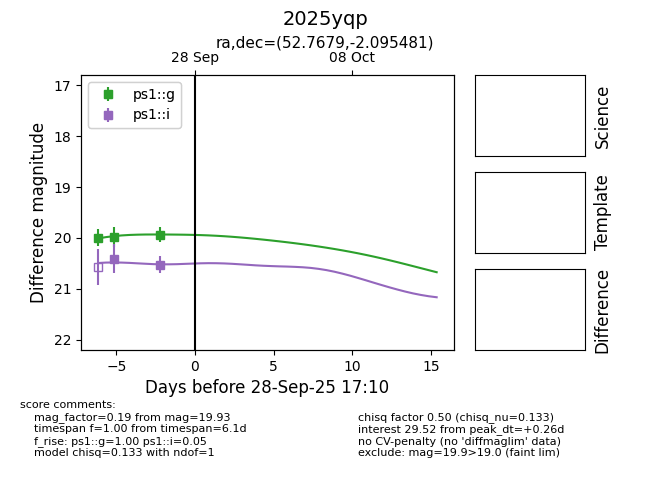 2025yqp
ra,dec=(52.7679,-2.095481)
28 Sep
08 Oct
ps1::g
ps1::i
17
18
19
20
21
22
Difference magnitude
−5
0
5
10
15
Days before 28-Sep-25 17:10
Science
Template
Difference
score comments:
mag_factor=0.19 from mag=19.93
timespan f=1.00 from timespan=6.1d
f_rise: ps1::g=1.00 ps1::i=0.05
model chisq=0.133 with ndof=1
chisq factor 0.50 (chisq_nu=0.133)
interest 29.52 from peak_dt=+0.26d
no CV-penalty (no 'diffmaglim' data)
exclude: mag=19.9>19.0 (faint lim)